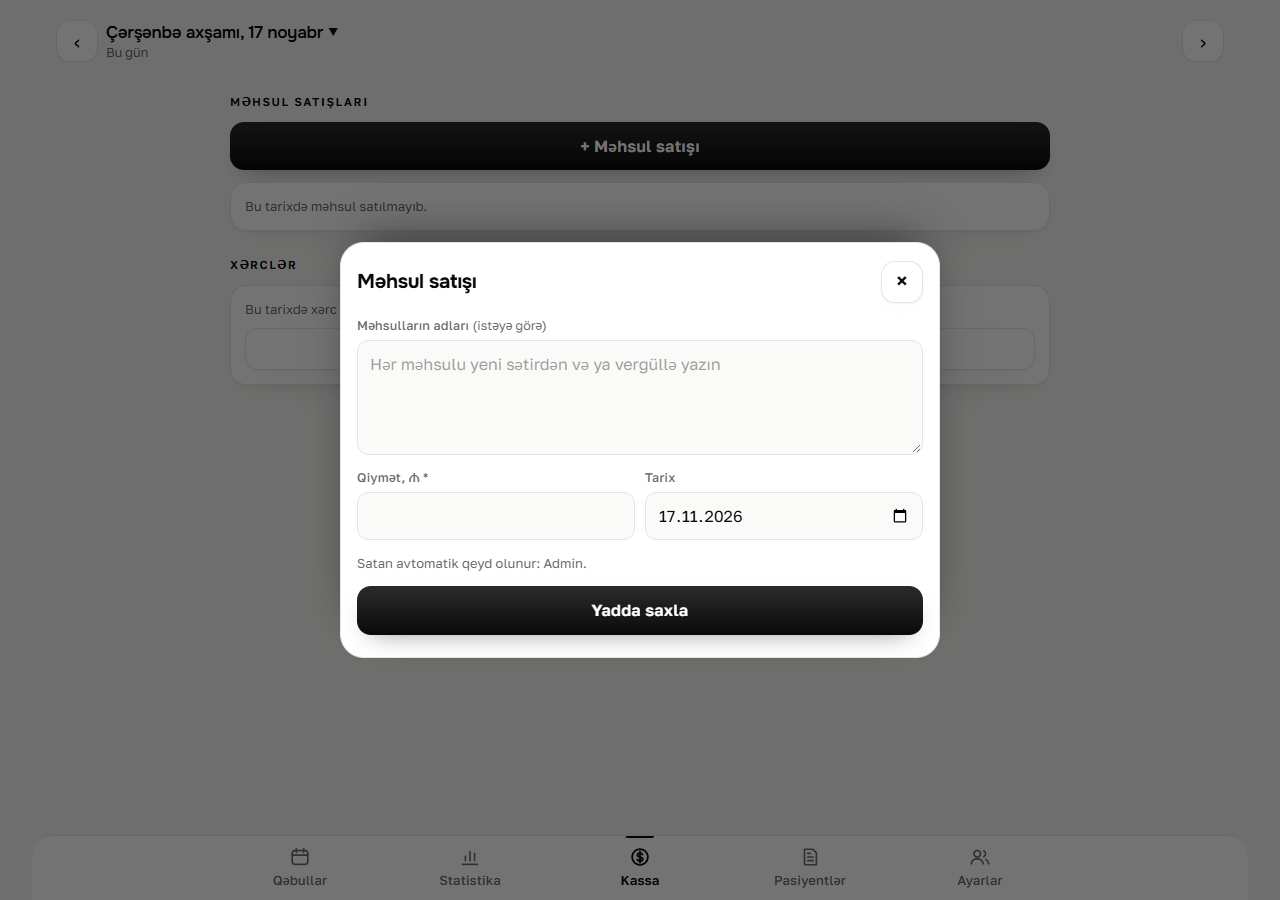 Çərşənbə axşamı, 17 noyabr ▼
Bu gün
MƏHSUL SATIŞLARI
+ Məhsul satışı
Bu tarixdə məhsul satılmayıb.
XƏRCLƏR
Bu tarixdə xərc
Məhsul satışı
×
Məhsulların adları (istəyə görə)
Hər məhsulu yeni sətirdən və ya vergüllə yazın
Qiymət, ₼ *
Tarix
17.11.2026
Satan avtomatik qeyd olunur: Admin.
Yadda saxla
Qəbullar
Statistika
Kassa
Pasiyentlər
Ayarlar